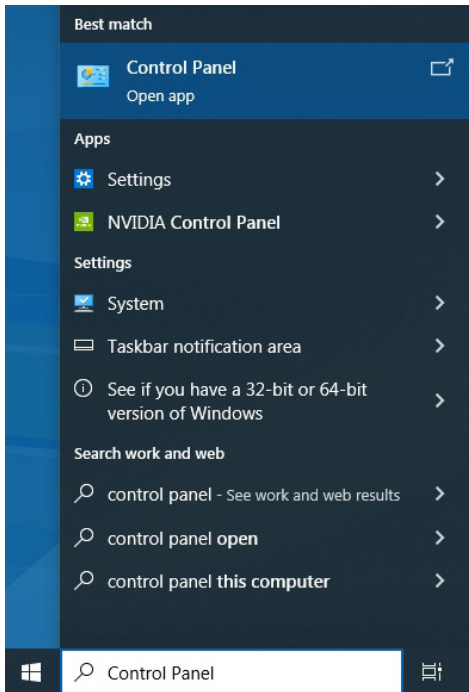 Best match
Control Panel
Open app
Apps
Settings
NVIDIA Control Panel
Settings
System
Taskbar notification area
See if you have a 32-bit or 64-bit
version of Windows
Search work and web
control panel - See work and web results
control panel open
control panel this computer
Control Panel